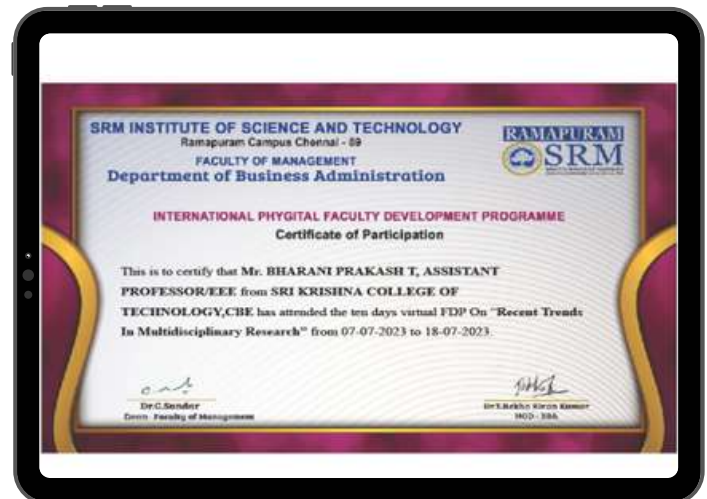 SRM INSTITUTE OF SCIENCE AND TECHNOLOGY
Ramapuram Campus Chennai - 89
FACULTY OF MANAGEMENT
Department of Business Administration
RAMAPURAM
SRM
INTERNATIONAL PHYGITAL FACULTY DEVELOPMENT PROGRAMME
Certificate of Participation
This is to certify that Mr. BHARANI PRAKASH T, ASSISTANT
PROFESSOR/EEE from SRI KRISHNA COLLEGE OF
TECHNOLOGY,CBE has attended the ten days virtual FDP On "Recent Trends
In Multidisciplinary Research" from 07-07-2023 to 18-07-2023.
Dr.C.Sundar
Dean - Faculty of Management
Rekha Kiran Kumar
HOD - BBA